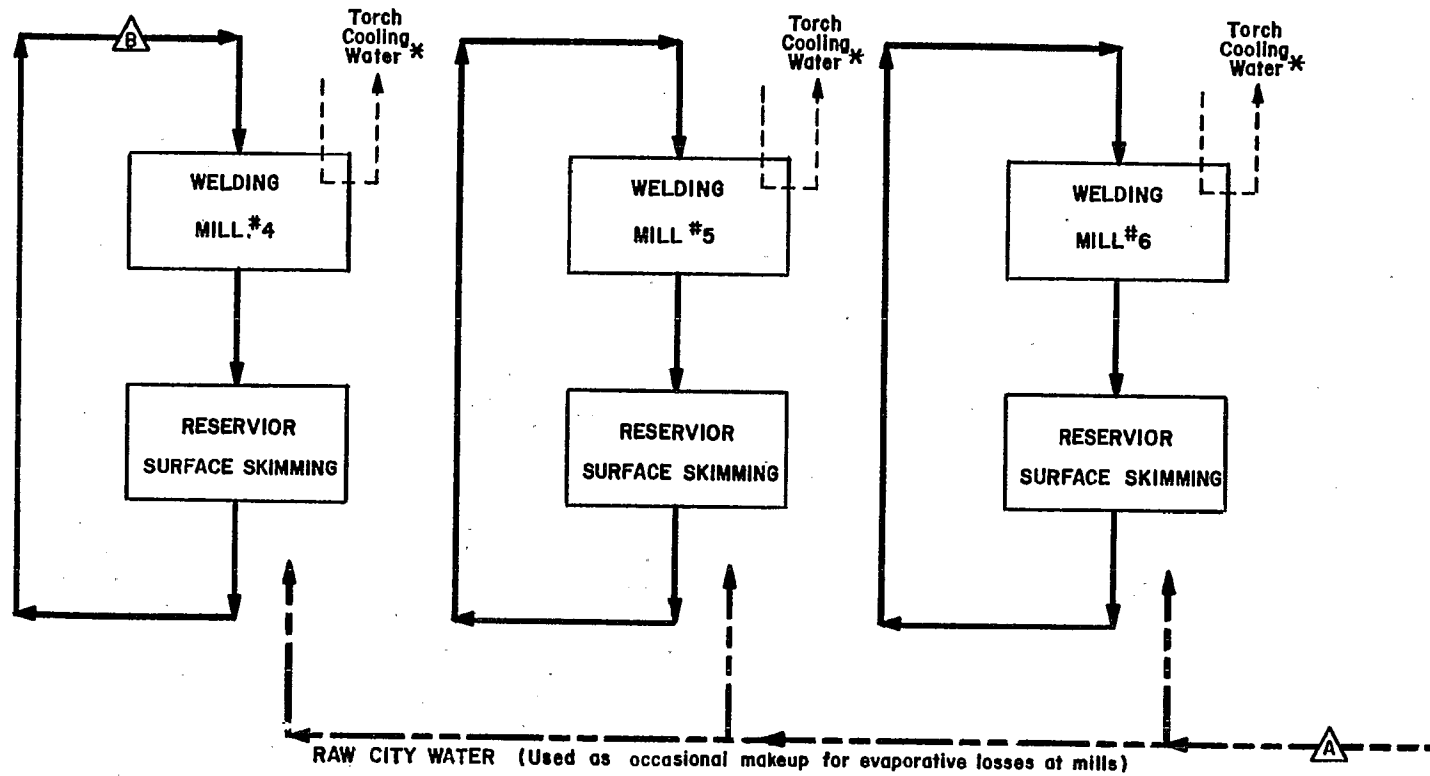 B
Torch
Cooling
Water*
WELDING
MILL.#4
RESERVIOR
SURFACE SKIMMING
Torch
Cooling
Water*
WELDING
MILL #5
RESERVIOR
SURFACE SKIMMING
Torch
Cooling
Water*
WELDING
MILL#6
RESERVIOR
SURFACE SKIMMING
A
RAW CITY WATER (Used as occasional makeup for evaporative losses at mills)